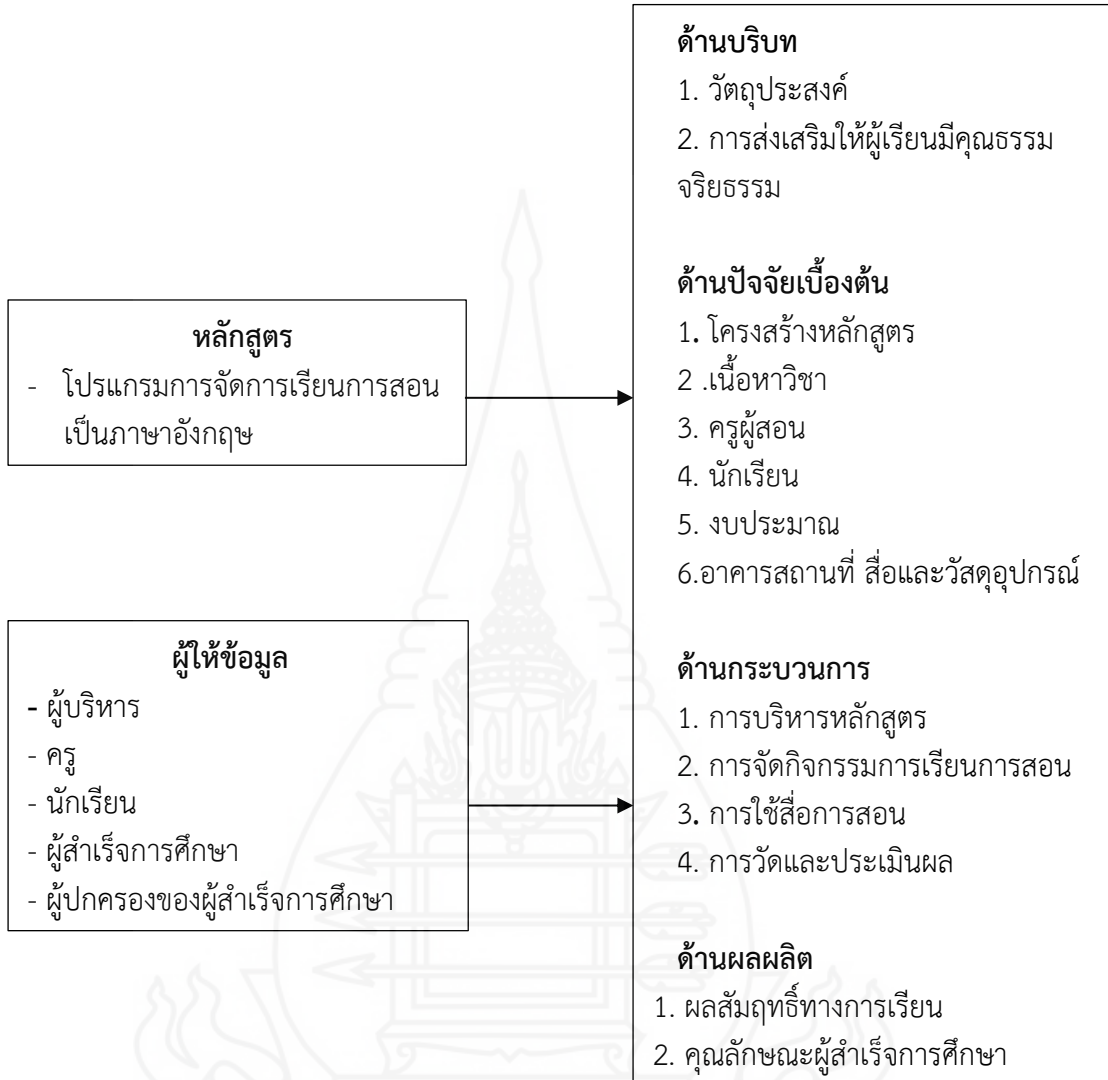 หลักสูตร
- โปรแกรมการจัดการเรียนการสอน
เป็นภาษาอังกฤษ
ผู้ให้ข้อมูล
- ผู้บริหาร
- ครู
- นักเรียน
- ผู้สำเร็จการศึกษา
- ผู้ปกครองของผู้สำเร็จการศึกษา
ด้านบริบท
1. วัตถุประสงค์
2. การส่งเสริมให้ผู้เรียนมีคุณธรรม
จริยธรรม
ด้านปัจจัยเบื้องต้น
1. โครงสร้างหลักสูตร
2 .เนื้อหาวิชา
3. ครูผู้สอน
4. นักเรียน
5. งบประมาณ
6.อาคารสถานที่ สื่อและวัสดุอุปกรณ์
ด้านกระบวนการ
1. การบริหารหลักสูตร
2. การจัดกิจกรรมการเรียนการสอน
3. การใช้สื่อการสอน
4. การวัดและประเมินผล
ด้านผลผลิต
1. ผลสัมฤทธิ์ทางการเรียน
2. คุณลักษณะผู้สำเร็จการศึกษา